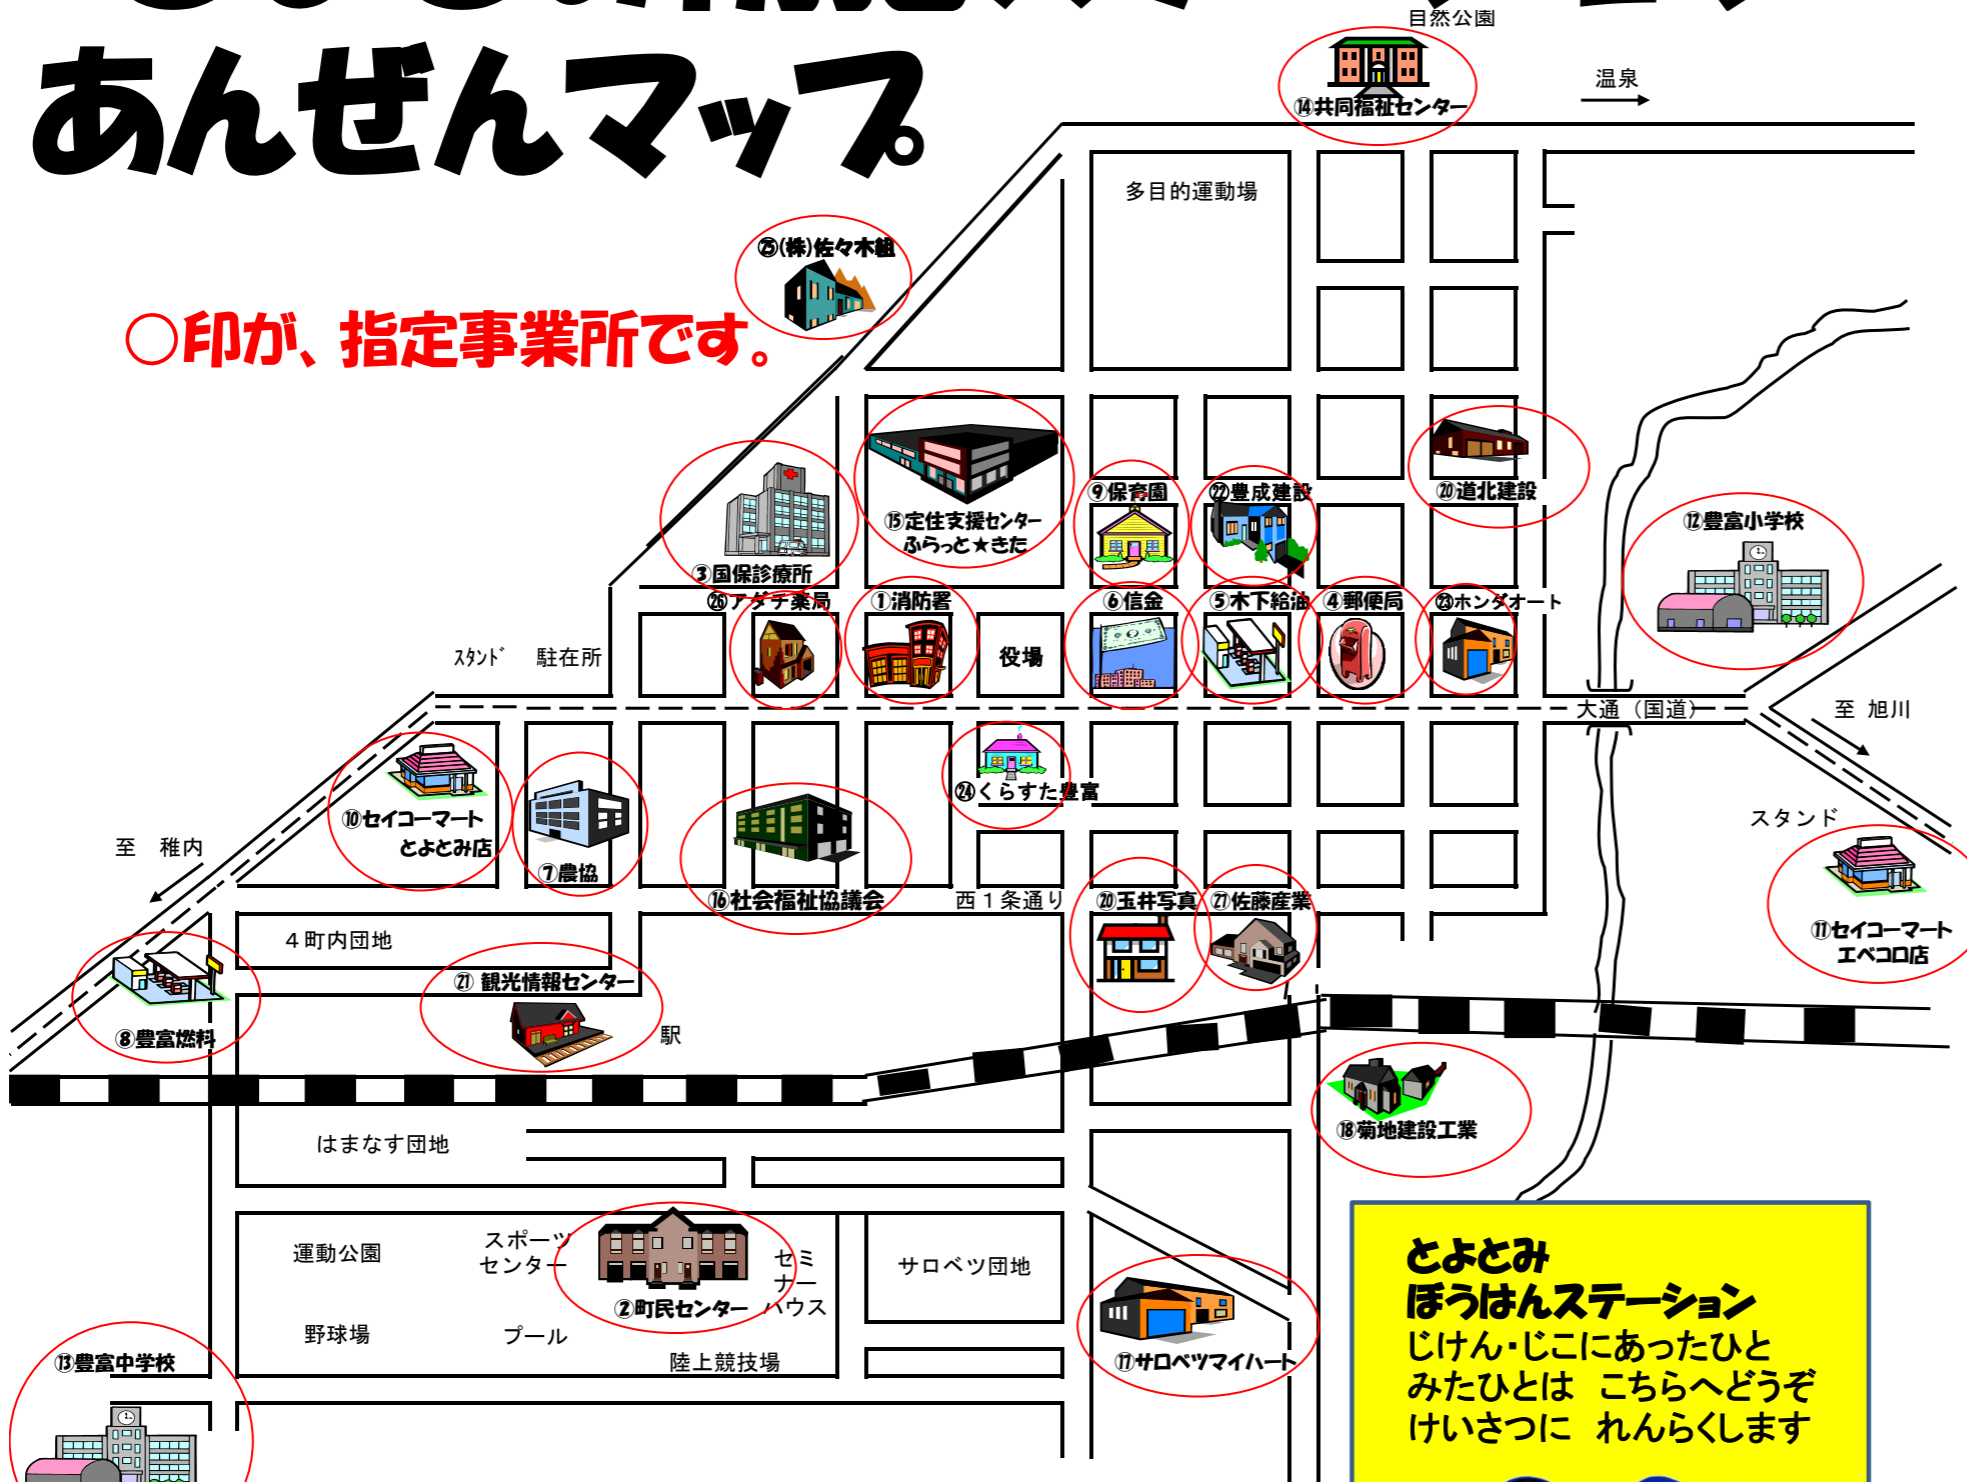 あんぜんマップ
○印が、指定事業所です。
自然公園
⑭共同福祉センター
温泉
多目的運動場
㉕(株)佐々木組
③国保診療所
⑮定住支援センター
ふらっと★きた
⑨保育園
㉒豊成建設
⑳道北建設
⑫豊富小学校
㉖アダチ薬局
①消防署
役場
⑥信金
⑤木下給油
④郵便局
㉓ホンダオート
スタンド 駐在所
大通（国道）
至 旭川
⑩セイコーマート
とよとみ店
⑦農協
⑯社会福祉協議会
㉔くらすた豊富
スタンド
⑪セイコーマート
エベコロ店
至 稚内
西１条通り
⑳玉井写真
㉗佐藤産業
４町内団地
㉑ 観光情報センター
駅
⑧豊富燃料
はまなす団地
⑱菊地建設工業
運動公園
スポーツ
センター
②町民センター
セミ
ナー
ハウス
サロベツ団地
野球場
プール
陸上競技場
⑰サロベツマイハート
⑬豊富中学校
とよとみ
ぼうはんステーション
じけん・じこにあったひと
みたひとは こちらへどうぞ
けいさつに れんらくします